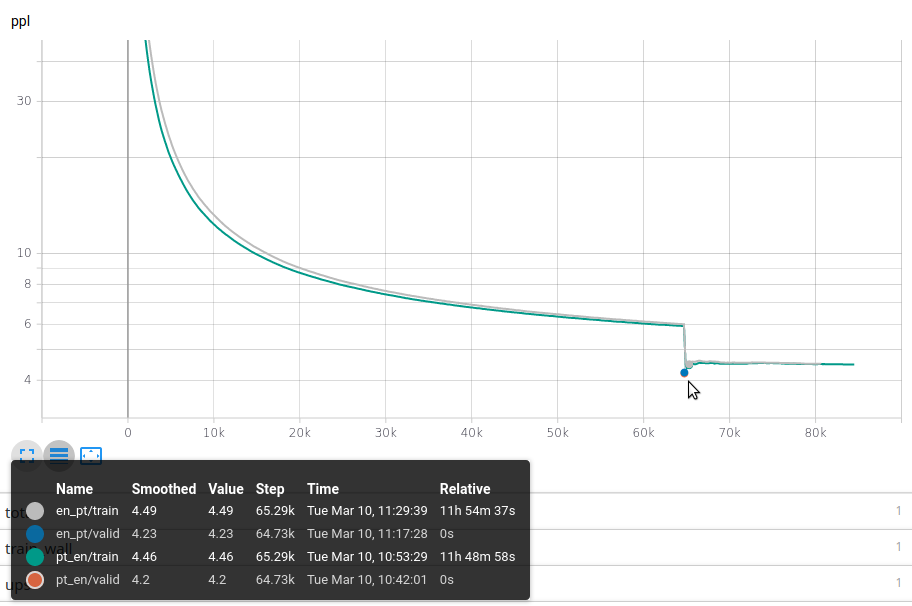 ppl
30
10
8
6
4
0 10k 20k 30k 40k 50k 60k 70k 80k
Name Smoothed Value Step Time Relative
en_pt/train 4.49 4.49 65.29k Tue Mar 10, 11:29:39 11h 54m 37s
en_pt/valid 4.23 4.23 64.73k Tue Mar 10, 11:17:28 0s
pt_en/train 4.46 4.46 65.29k Tue Mar 10, 10:53:29 11h 48m 58s
pt_en/valid 4.2 4.2 64.73k Tue Mar 10, 10:42:01 0s
1
train_wall 1
1